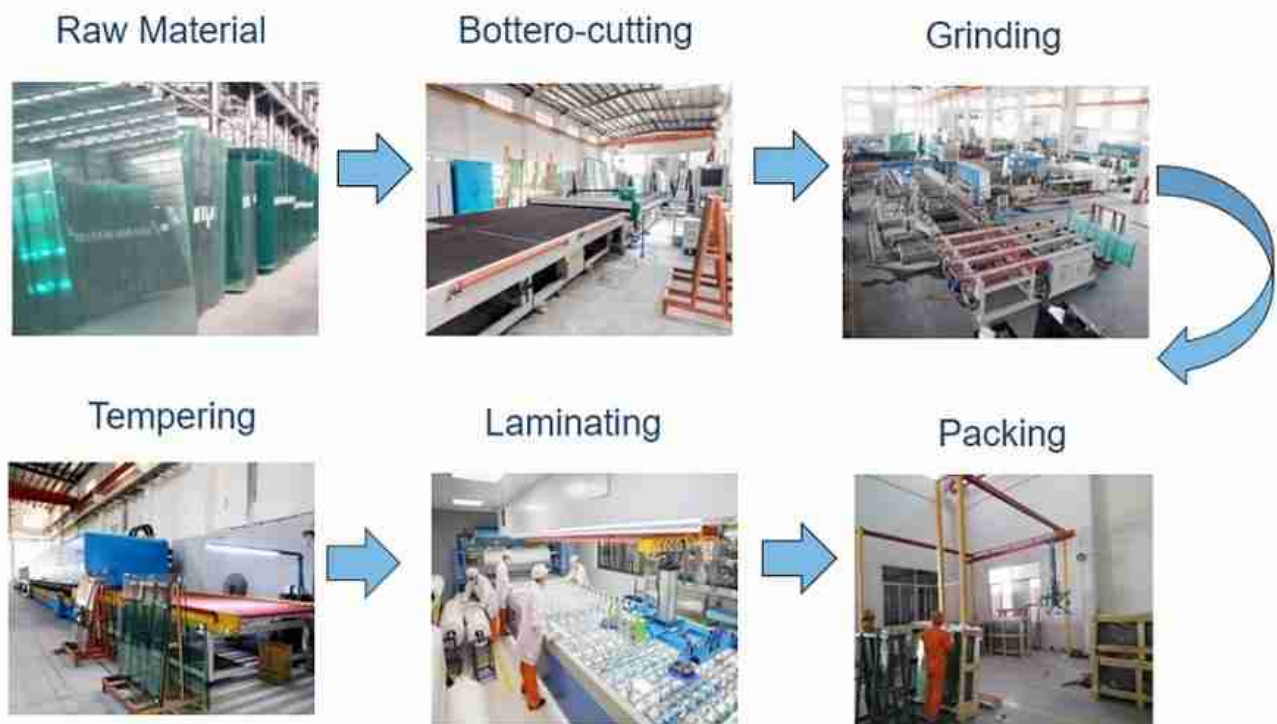 Raw Material
Bottero-cutting
Grinding
Tempering
Laminating
Packing